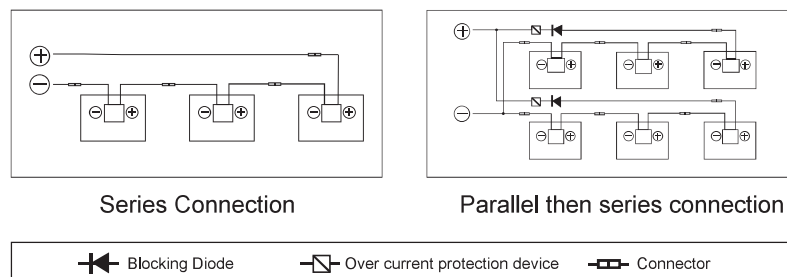 Series Connection
Parallel then series connection
Blocking Diode
Over current protection device
Connector